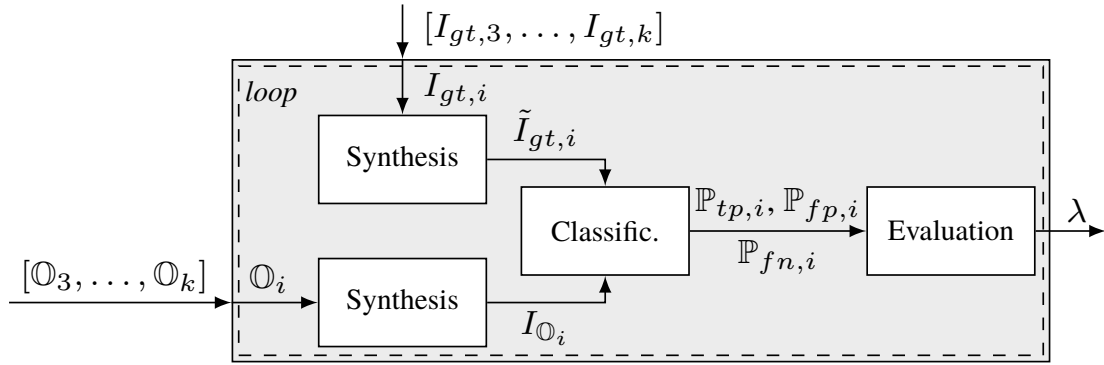 [I_{gt,3}, . . . , I_{gt,k}]
loop
I_{gt,i}
Synthesis
Ĩ_{gt,i}
Classific.
ℙ_{tp,i}, ℙ_{fp,i}
ℙ_{fn,i}
Evaluation
λ
[𝕆_3, . . . , 𝕆_k]
𝕆_i
Synthesis
I_{𝕆_i}